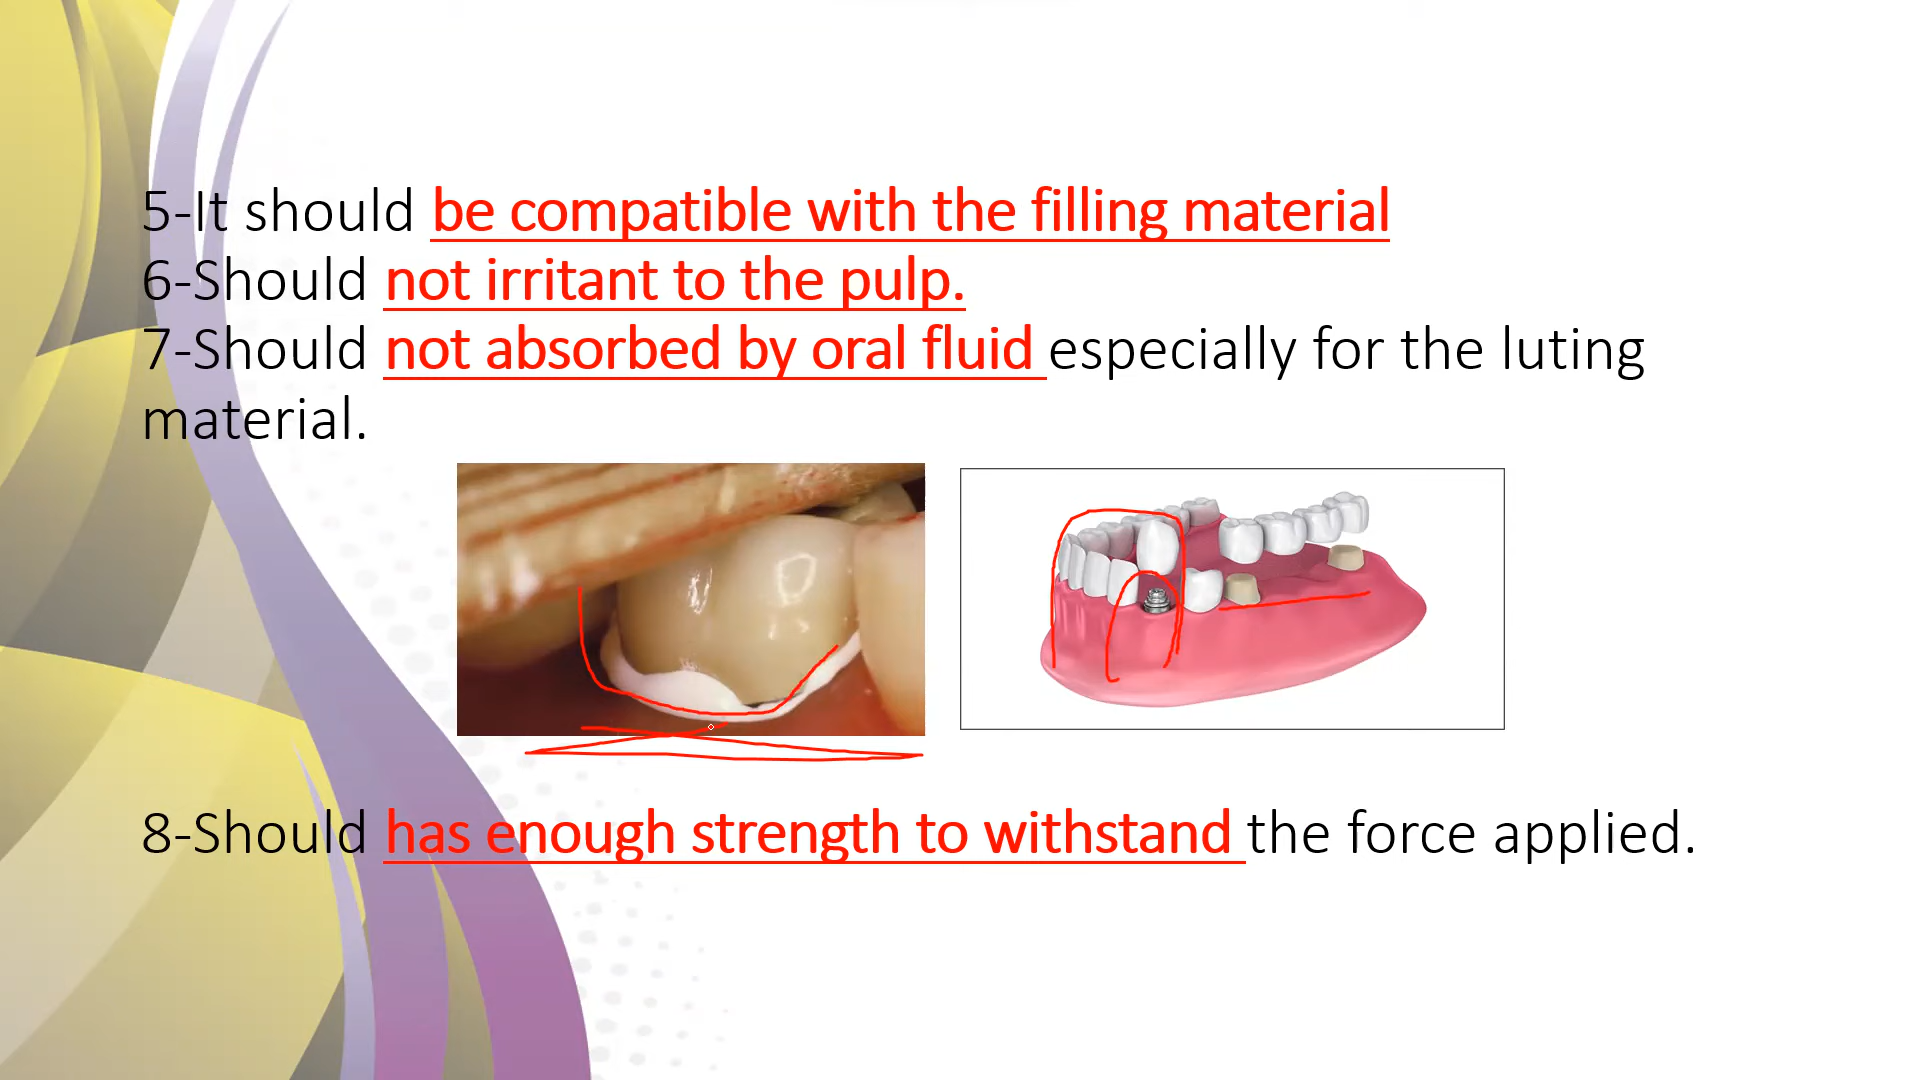 5-It should be compatible with the filling material
6-Should not irritant to the pulp.
7-Should not absorbed by oral fluid especially for the luting
material.
8-Should has enough strength to withstand the force applied.